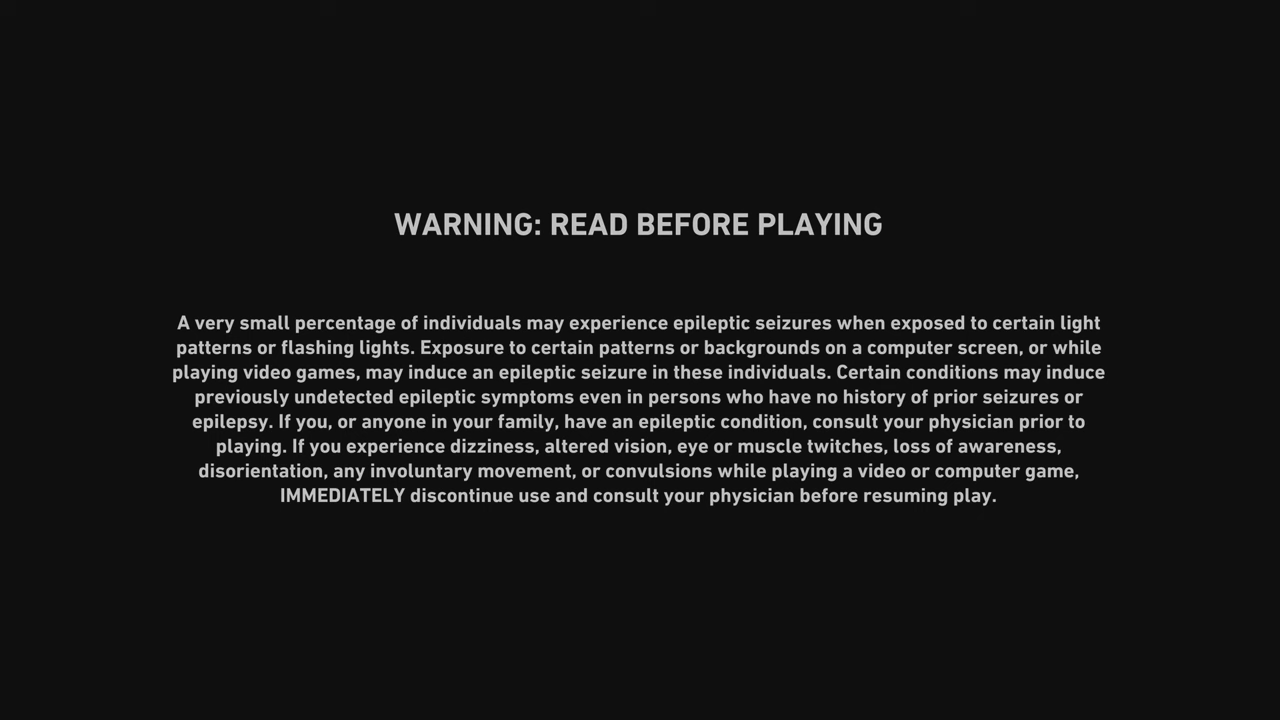 WARNING: READ BEFORE PLAYING
A very small percentage of individuals may experience epileptic seizures when exposed to certain light
patterns or flashing lights. Exposure to certain patterns or backgrounds on a computer screen, or while
playing video games, may induce an epileptic seizure in these individuals. Certain conditions may induce
previously undetected epileptic symptoms even in persons who have no history of prior seizures or
epilepsy. If you, or anyone in your family, have an epileptic condition, consult your physician prior to
playing. If you experience dizziness, altered vision, eye or muscle twitches, loss of awareness,
disorientation, any involuntary movement, or convulsions while playing a video or computer game,
IMMEDIATELY discontinue use and consult your physician before resuming play.